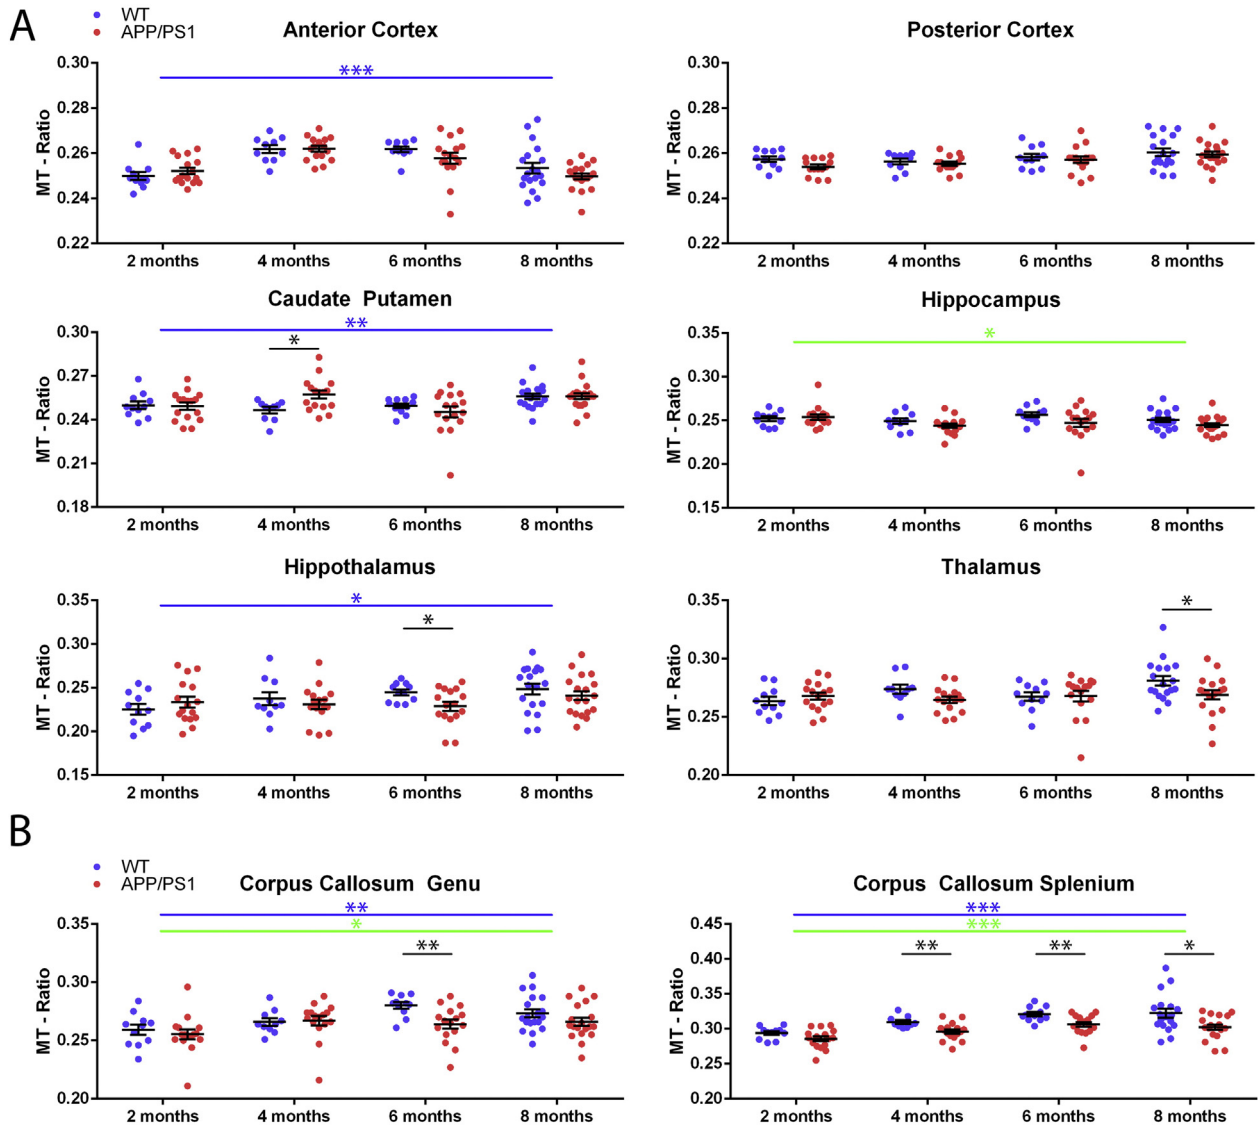 A
WT
APP/PS1
Anterior Cortex
MT - Ratio
0.30
0.28
0.26
0.24
0.22
***
2 months 4 months 6 months 8 months
Posterior Cortex
MT - Ratio
0.30
0.28
0.26
0.24
0.22
2 months 4 months 6 months 8 months
Caudate Putamen
MT - Ratio
0.30
0.27
0.24
0.21
0.18
**
*
2 months 4 months 6 months 8 months
Hippocampus
MT - Ratio
0.35
0.30
0.25
0.20
0.15
*
2 months 4 months 6 months 8 months
Hippothalamus
MT - Ratio
0.35
0.30
0.25
0.20
0.15
*
*
2 months 4 months 6 months 8 months
Thalamus
MT - Ratio
0.35
0.30
0.25
0.20
*
2 months 4 months 6 months 8 months
B
WT
APP/PS1
Corpus Callosum Genu
MT - Ratio
0.35
0.30
0.25
0.20
**
*
**
2 months 4 months 6 months 8 months
Corpus Callosum Splenium
MT - Ratio
0.45
0.40
0.35
0.30
0.25
0.20
***
***
** ** *
2 months 4 months 6 months 8 months